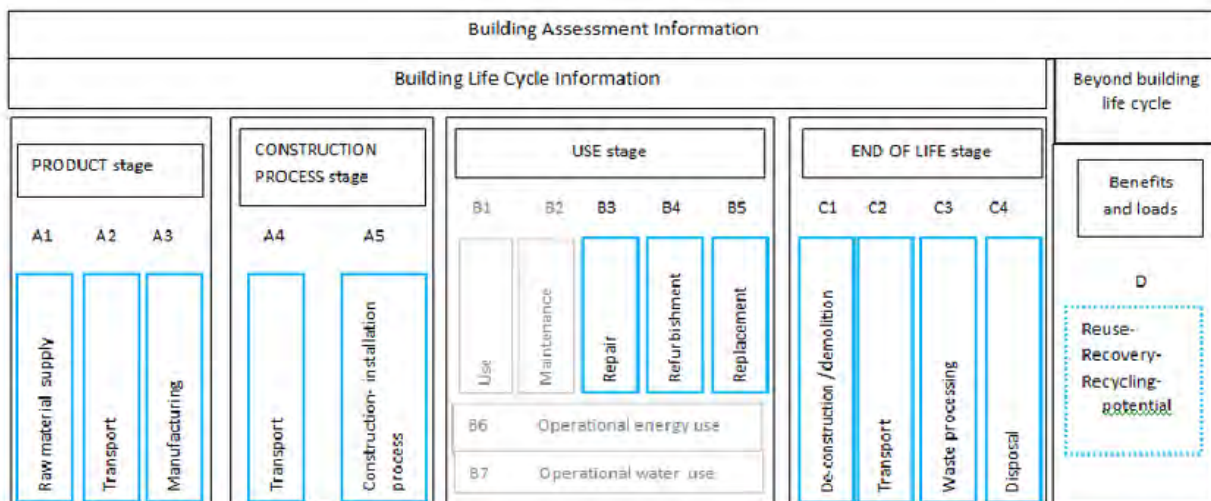 Building Assessment Information
Building Life Cycle Information
Beyond building
life cycle
PRODUCT stage
CONSTRUCTION
PROCESS stage
USE stage
END OF LIFE stage
Benefits
and loads
A1 A2 A3
A4 A5
B1 B2 B3 B4 B5
C1 C2 C3 C4
D
Raw material supply
Transport
Manufacturing
Transport
Construction- installation
process
Use
Maintenance
Repair
Refurbishment
Replacement
B6 Operational energy use
B7 Operational water use
De-construction /demolition
Transport
Waste processing
Disposal
Reuse-
Recovery-
Recycling-
potential